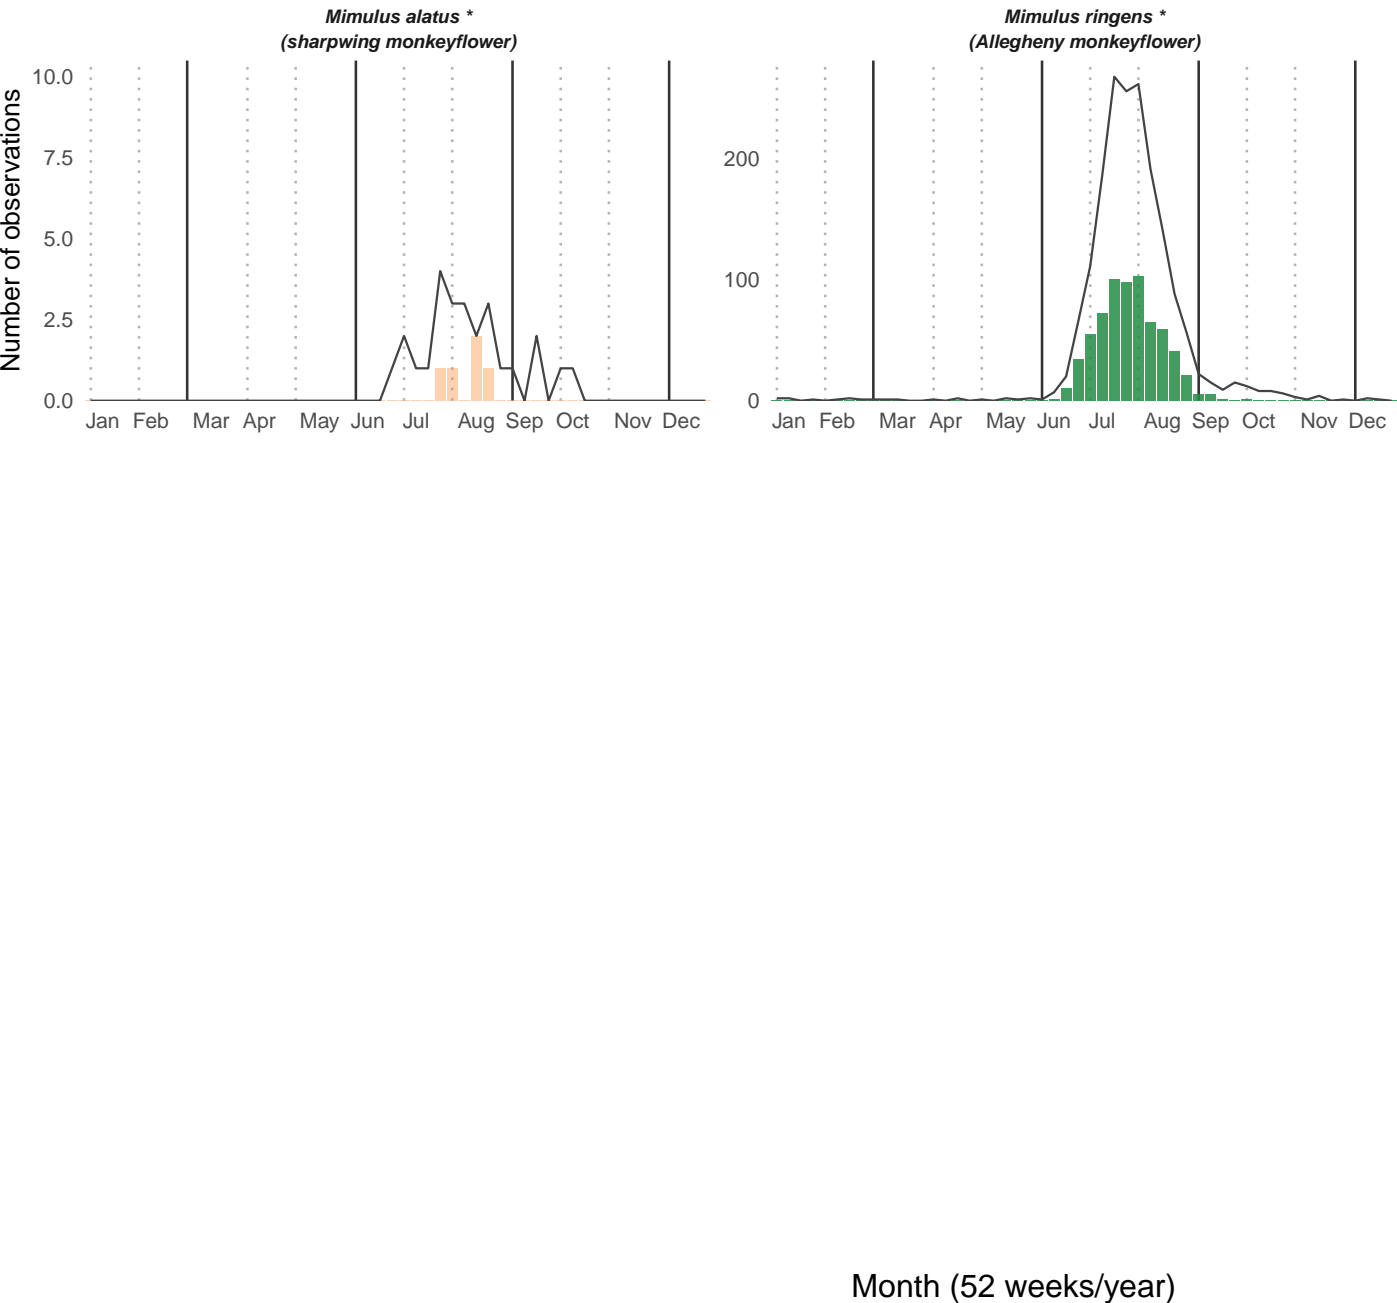 Mimulus alatus *
(sharpwing monkeyflower)
Mimulus ringens *
(Allegheny monkeyflower)
Number of observations
10.0
7.5
5.0
2.5
0.0
Jan Feb Mar Apr May Jun Jul Aug Sep Oct Nov Dec
200
100
0
Jan Feb Mar Apr May Jun Jul Aug Sep Oct Nov Dec
Month (52 weeks/year)